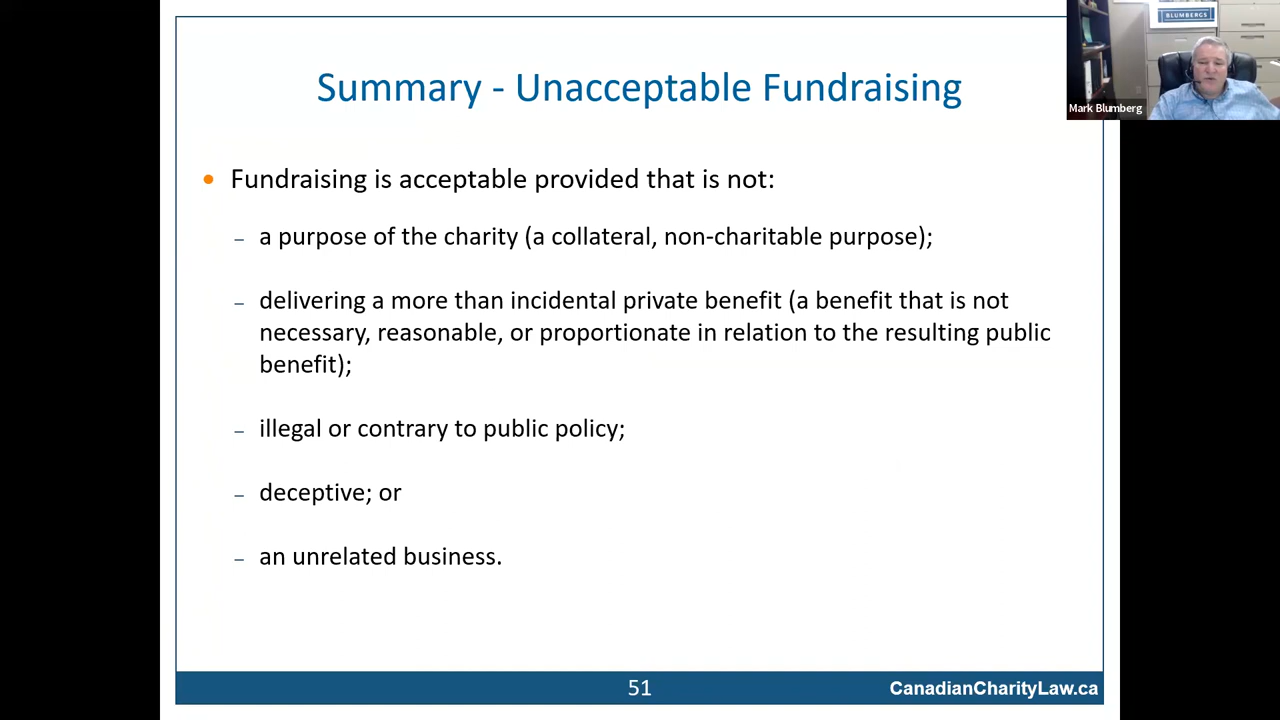 BLUMBERGS
Mark Blumberg
Summary - Unacceptable Fundraising
• Fundraising is acceptable provided that is not:
– a purpose of the charity (a collateral, non-charitable purpose);
– delivering a more than incidental private benefit (a benefit that is not
necessary, reasonable, or proportionate in relation to the resulting public
benefit);
– illegal or contrary to public policy;
– deceptive; or
– an unrelated business.
51
CanadianCharityLaw.ca